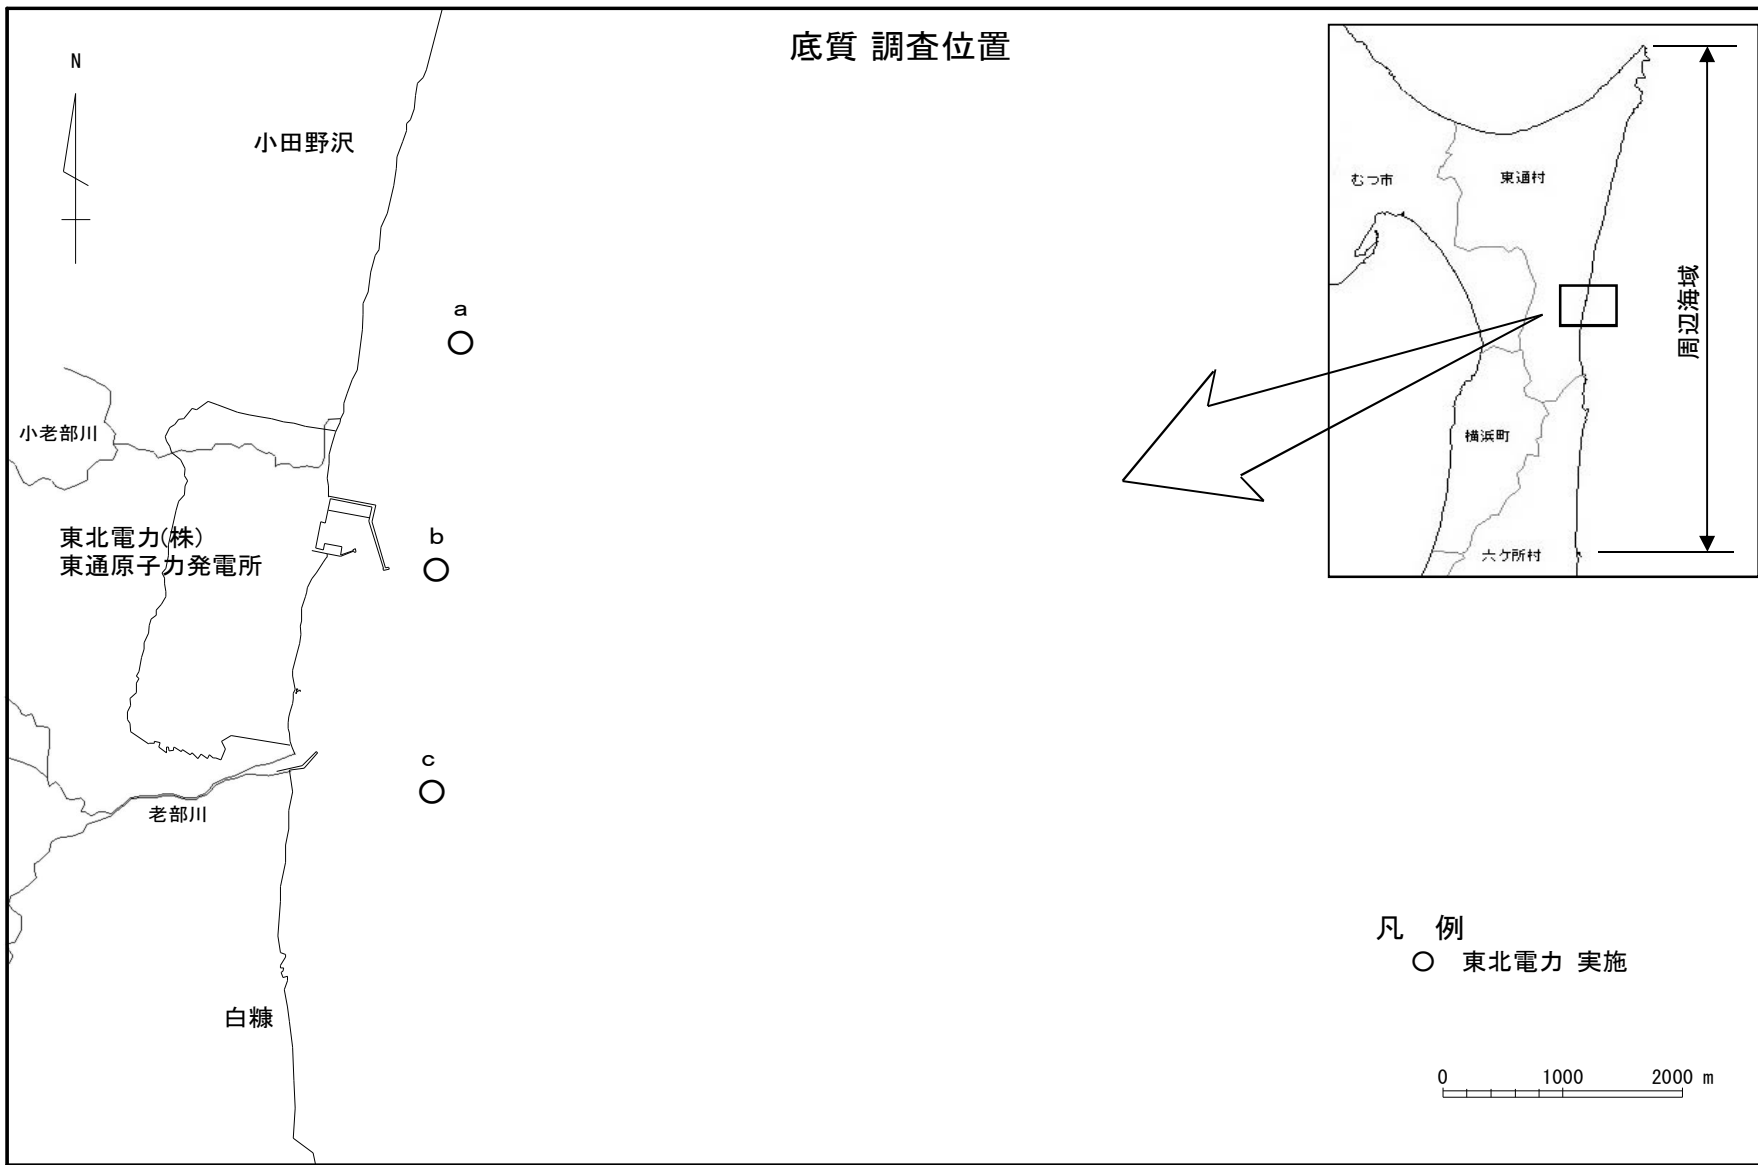 底質 調査位置
N
小田野沢
a
小老部川
東北電力(株)
東通原子力発電所
b
c
老部川
白糠
むつ市
東通村
周辺海域
横浜町
六ケ所村
凡 例
○ 東北電力 実施
0 1000 2000 m